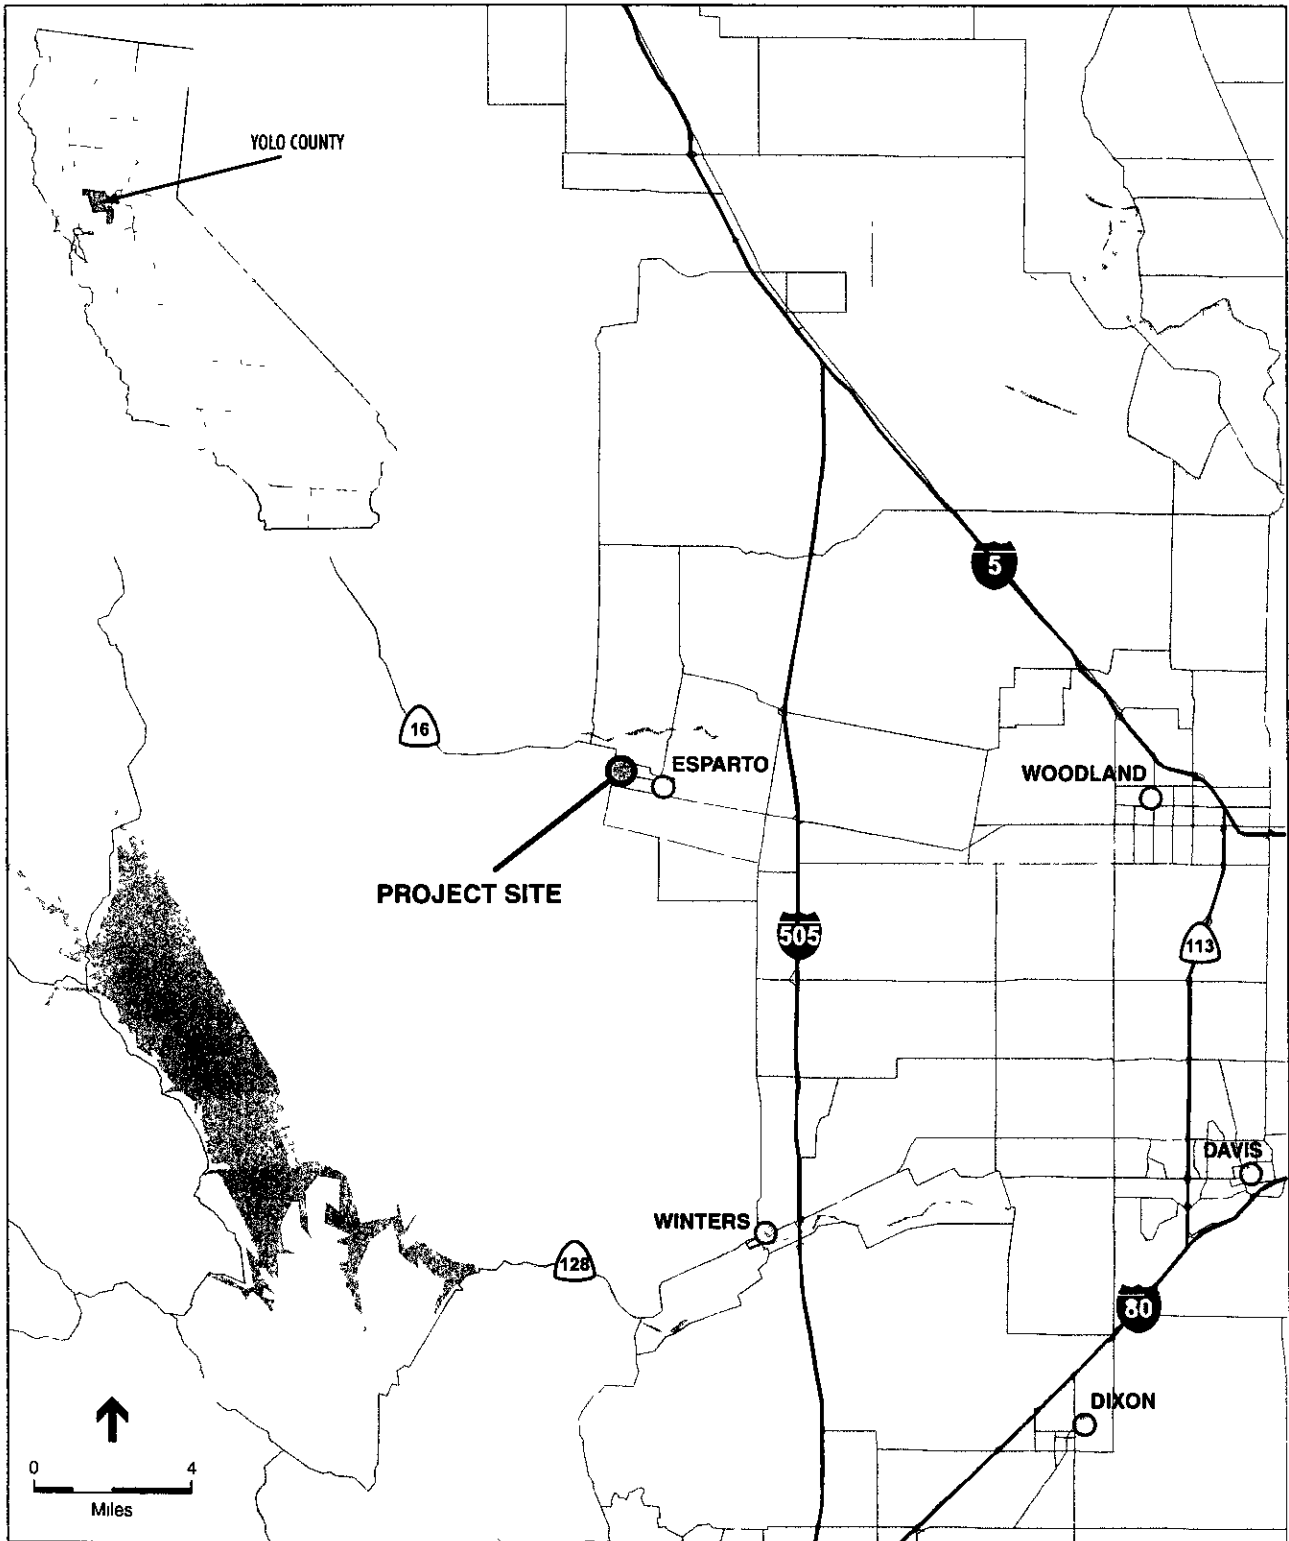 YOLO COUNTY
5
16
ESPARTO
WOODLAND
PROJECT SITE
505
113
DAVIS
WINTERS
128
80
DIXON
0 4
Miles